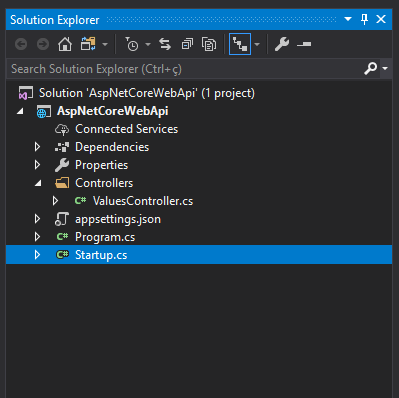 Solution Explorer
Search Solution Explorer (Ctrl+ç)
Solution 'AspNetCoreWebApi' (1 project)
AspNetCoreWebApi
Connected Services
Dependencies
Properties
Controllers
C# ValuesController.cs
appsettings.json
C# Program.cs
C# Startup.cs